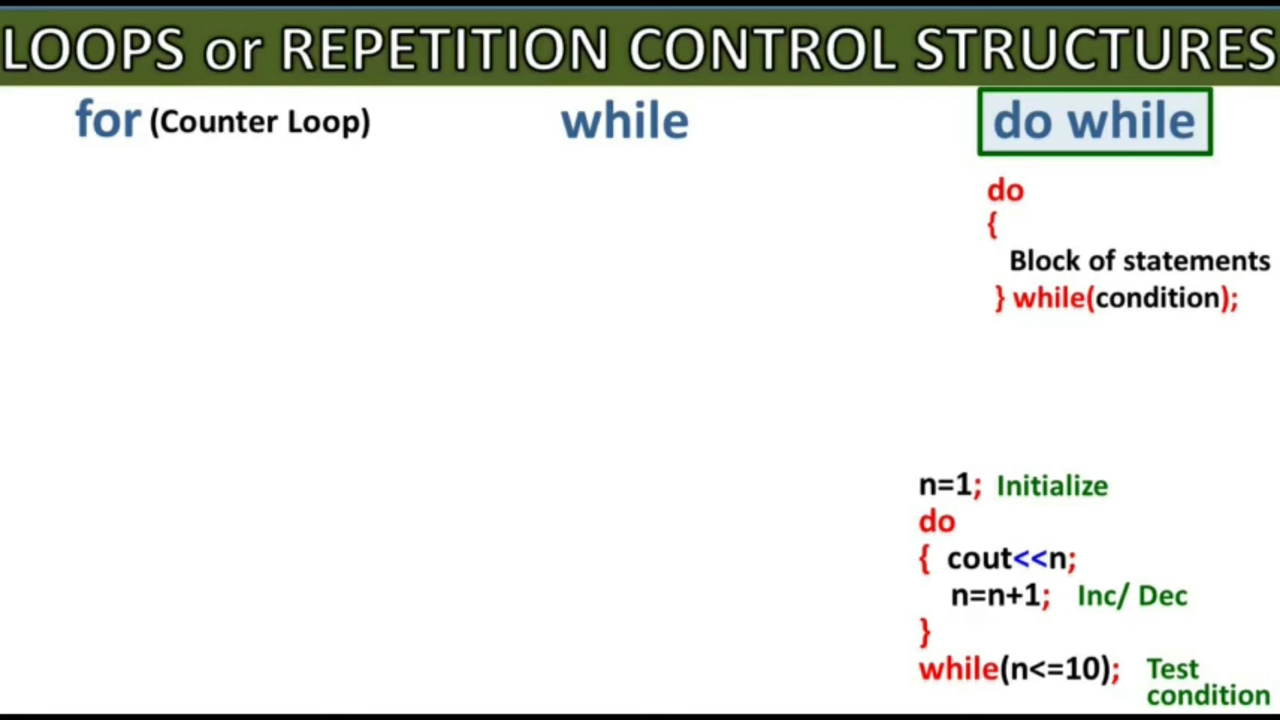 LOOPS or REPETITION CONTROL STRUCTURES
for (Counter Loop)
while
do while
do
{
Block of statements
} while(condition);
n=1; Initialize
do
{ cout<<n;
n=n+1; Inc/ Dec
}
while(n<=10); Test
condition